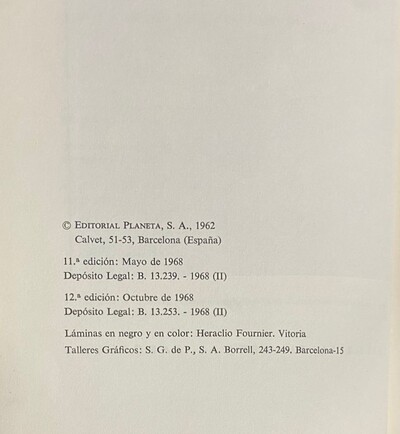 © EDITORIAL PLANETA, S. A., 1962
Calvet, 51-53, Barcelona (España)
11.ª edición: Mayo de 1968
Depósito Legal: B. 13.239. - 1968 (II)
12.ª edición: Octubre de 1968
Depósito Legal: B. 13.253. - 1968 (II)
Láminas en negro y en color: Heraclio Fournier. Vitoria
Talleres Gráficos: S. G. de P., S. A. Borrell, 243-249. Barcelona-15